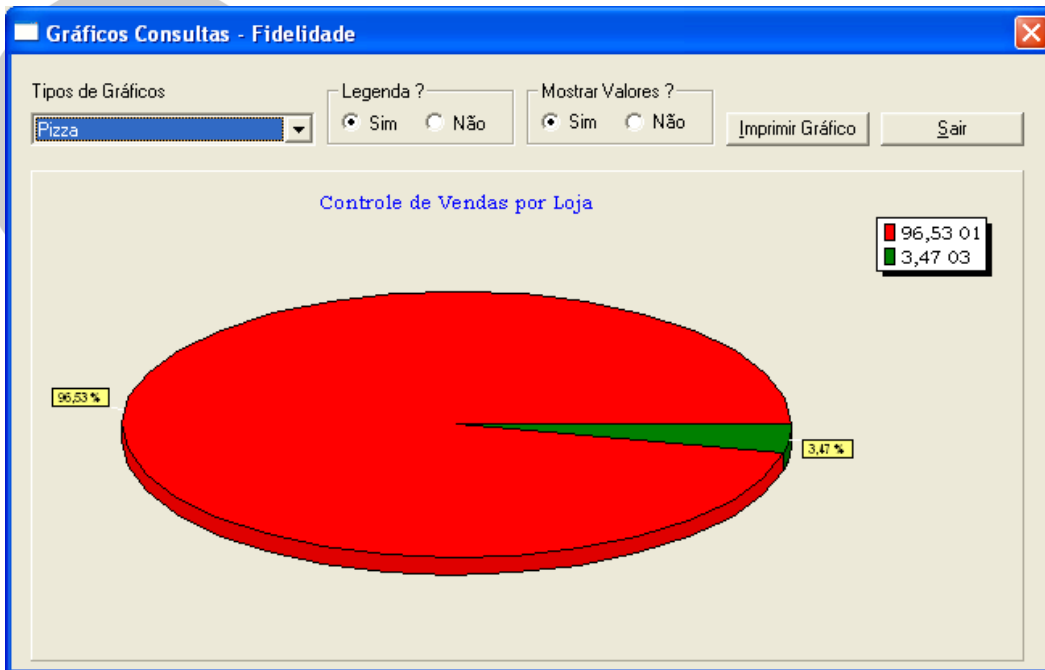 Gráficos Consultas - Fidelidade
Tipos de Gráficos
Pizza
Legenda ?
Sim Não
Mostrar Valores ?
Sim Não
Imprimir Gráfico
Sair
Controle de Vendas por Loja
96,53 01
3,47 03
96,53 %
3,47 %